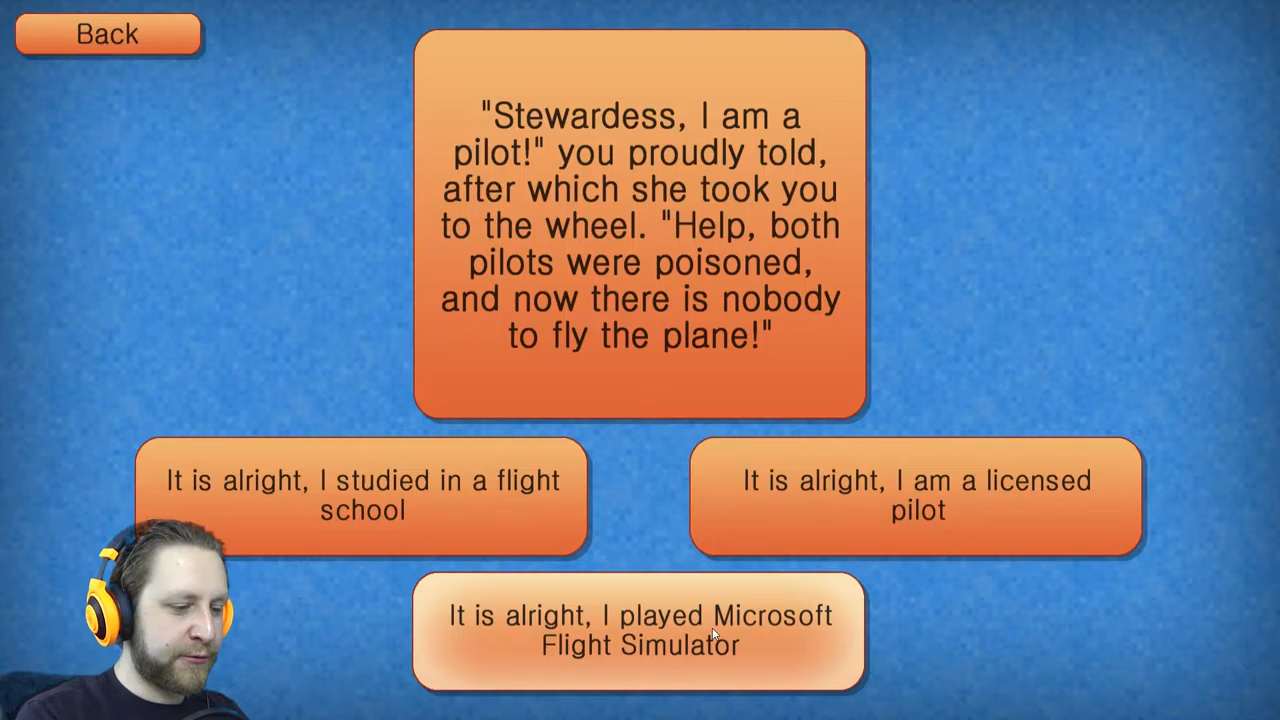 Back
"Stewardess, I am a
pilot!" you proudly told,
after which she took you
to the wheel. "Help, both
pilots were poisoned,
and now there is nobody
to fly the plane!"
It is alright, I studied in a flight
school
It is alright, I am a licensed
pilot
It is alright, I played Microsoft
Flight Simulator